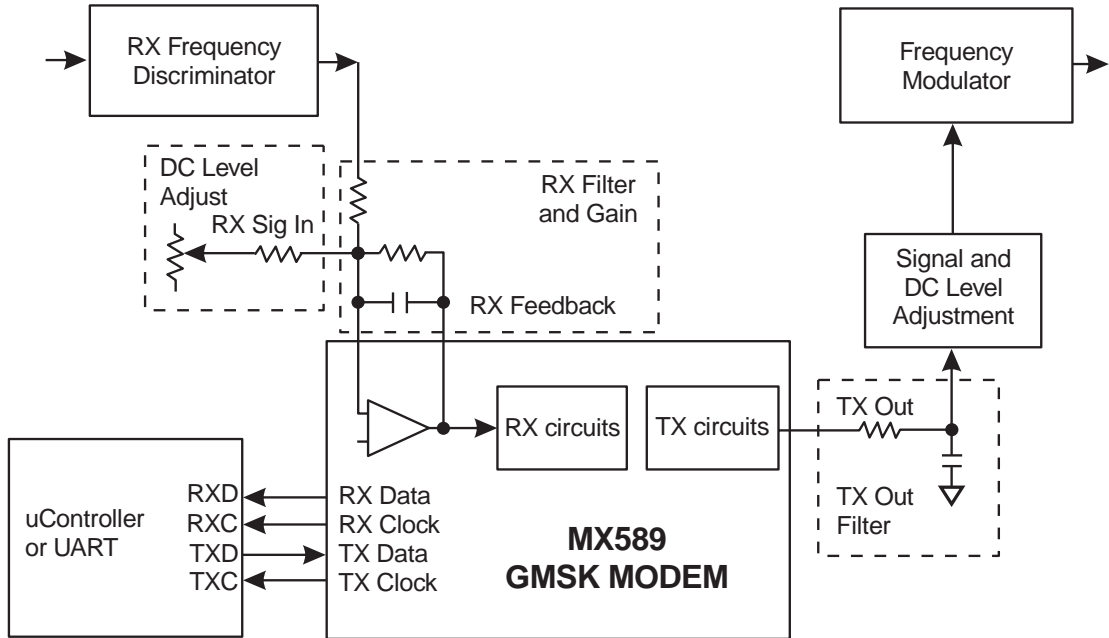 RX Frequency
Discriminator
Frequency
Modulator
DC Level
Adjust
RX Sig In
RX Filter
and Gain
RX Feedback
Signal and
DC Level
Adjustment
RX circuits
TX circuits
TX Out
TX Out
Filter
uController
or UART
RXD
RXC
TXD
TXC
RX Data
RX Clock
TX Data
TX Clock
MX589
GMSK MODEM